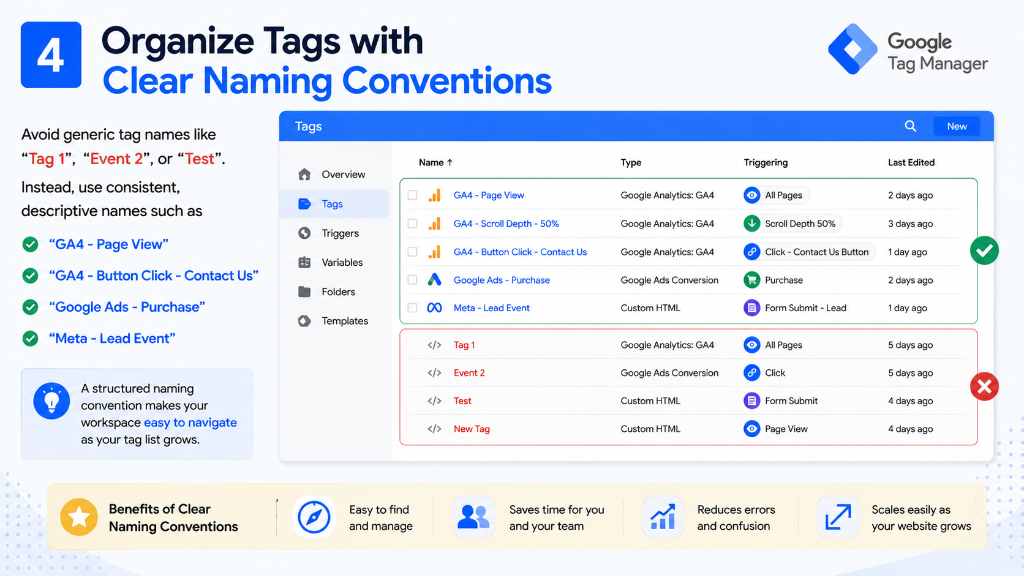 4
Organize Tags with
Clear Naming Conventions
Google
Tag Manager
Avoid generic tag names like
“Tag 1”, “Event 2”, or “Test”.
Instead, use consistent,
descriptive names such as
“GA4 - Page View”
“GA4 - Button Click - Contact Us”
“Google Ads - Purchase”
“Meta - Lead Event”
A structured naming
convention makes your
workspace easy to navigate
as your tag list grows.
Tags
New
Overview
Tags
Triggers
Variables
Folders
Templates
Name ↑ Type Triggering Last Edited
GA4 - Page View Google Analytics: GA4 All Pages 2 days ago
GA4 - Scroll Depth - 50% Google Analytics: GA4 Scroll Depth 50% 3 days ago
GA4 - Button Click - Contact Us Google Analytics: GA4 Click - Contact Us Button 1 day ago
Google Ads - Purchase Google Ads Conversion Purchase 2 days ago
Meta - Lead Event Custom HTML Form Submit - Lead 1 day ago
</> Tag 1 Google Analytics: GA4 All Pages 5 days ago
</> Event 2 Google Ads Conversion Click 5 days ago
</> Test Custom HTML Form Submit 4 days ago
</> New Tag Custom HTML Page View 4 days ago
Benefits of Clear
Naming Conventions
Easy to find
and manage
Saves time for you
and your team
Reduces errors
and confusion
Scales easily as
your website grows